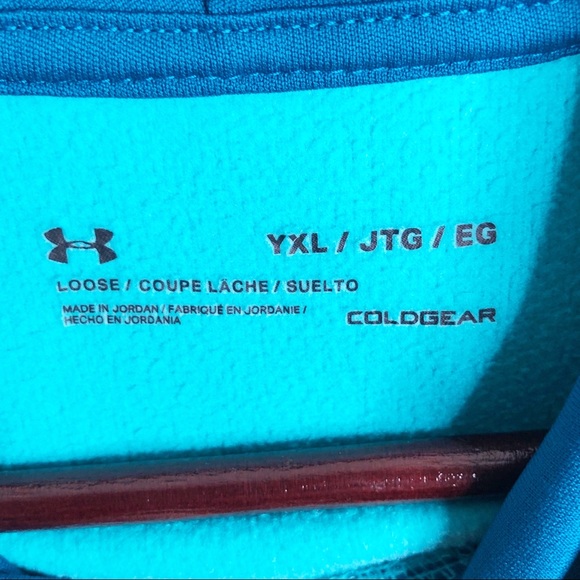 YXL / JTG / EG
LOOSE / COUPE LÂCHE / SUELTO
MADE IN JORDAN / FABRIQUÉ EN JORDANIE /
HECHO EN JORDANIA
COLDGEAR